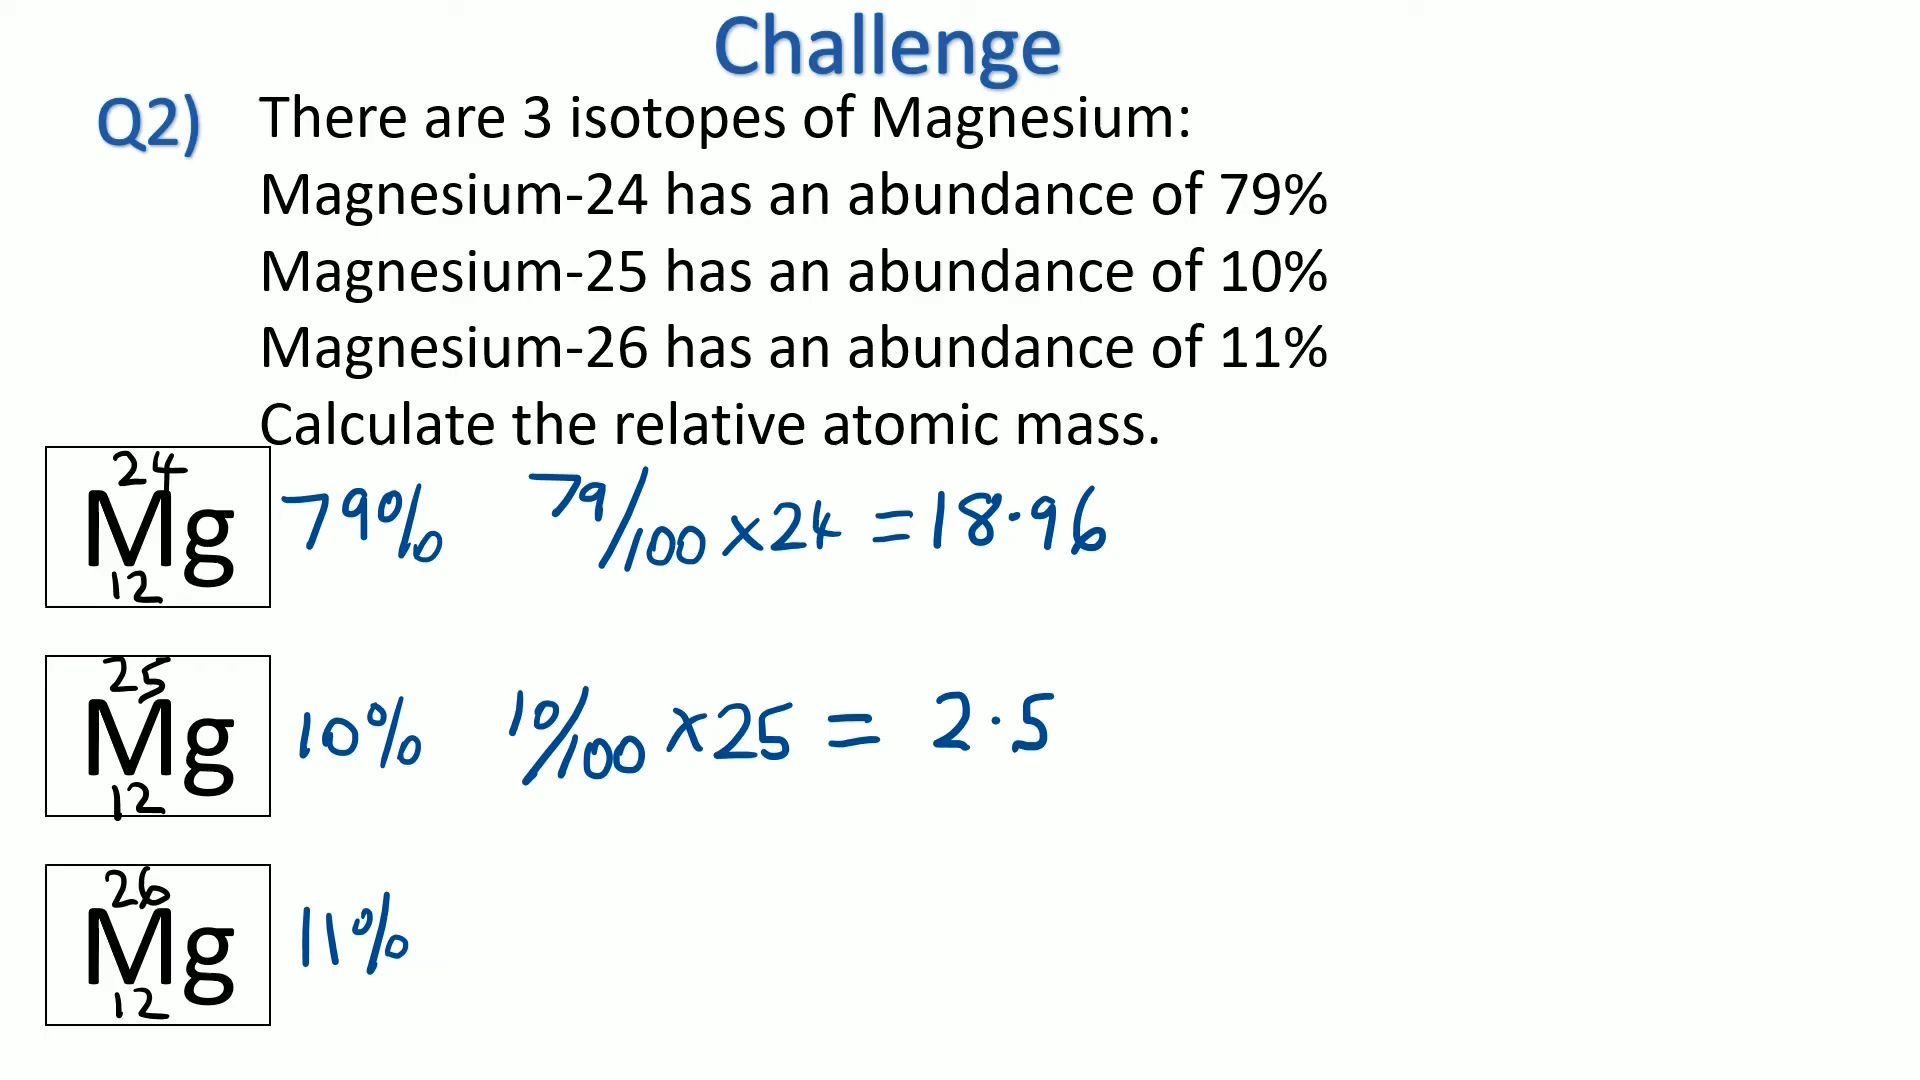 Challenge
Q2) There are 3 isotopes of Magnesium:
Magnesium-24 has an abundance of 79%
Magnesium-25 has an abundance of 10%
Magnesium-26 has an abundance of 11%
Calculate the relative atomic mass.
24
Mg 79% 79/100 ×24 = 18.96
12
25
Mg 10% 10/100 ×25 = 2.5
12
26
Mg 11%
12